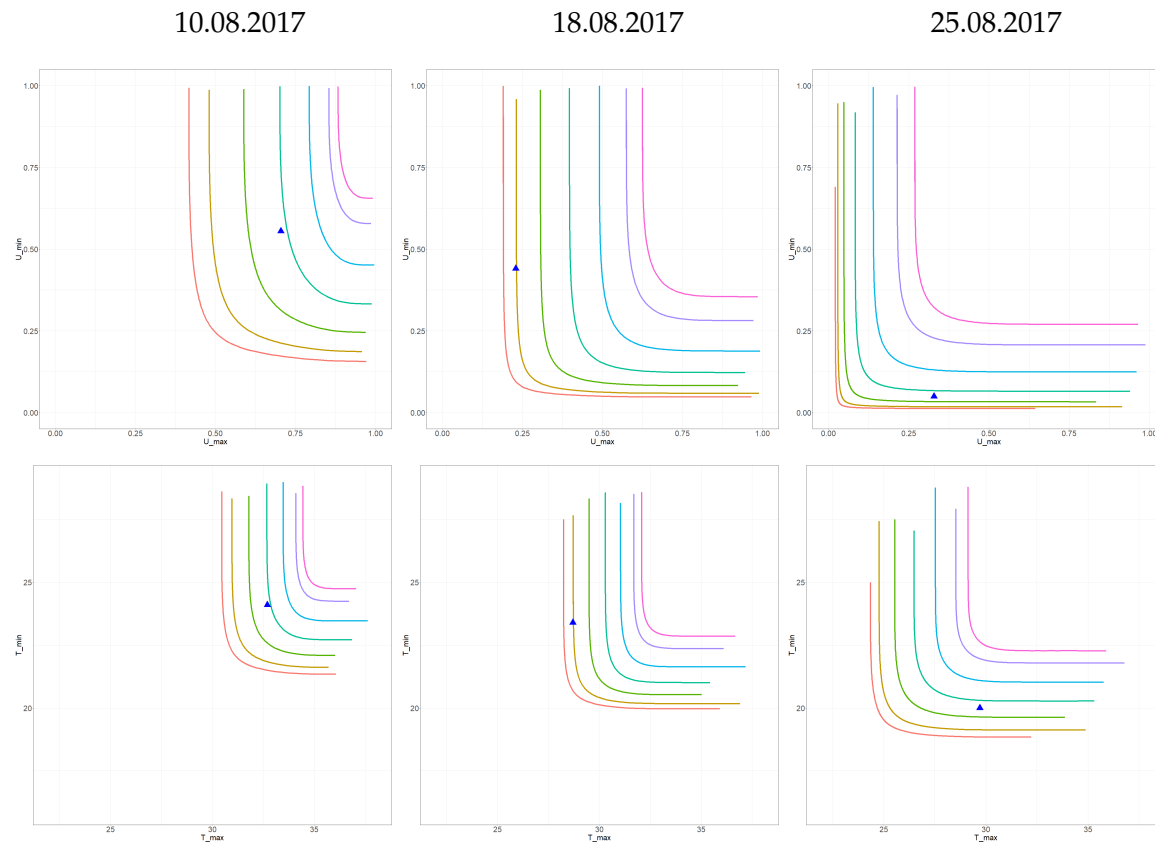 10.08.2017 18.08.2017 25.08.2017
1.00 1.00 1.00
0.75 0.75 0.75
U_min U_min U_min
0.50 0.50 0.50
0.25 0.25 0.25
0.00 0.00 0.00
0.00 0.25 0.50 0.75 1.00 0.00 0.25 0.50 0.75 1.00 0.00 0.25 0.50 0.75 1.00
U_max U_max U_max
25 25 25
T_min T_min T_min
20 20 20
25 30 35 25 30 35 25 30 35
T_max T_max T_max